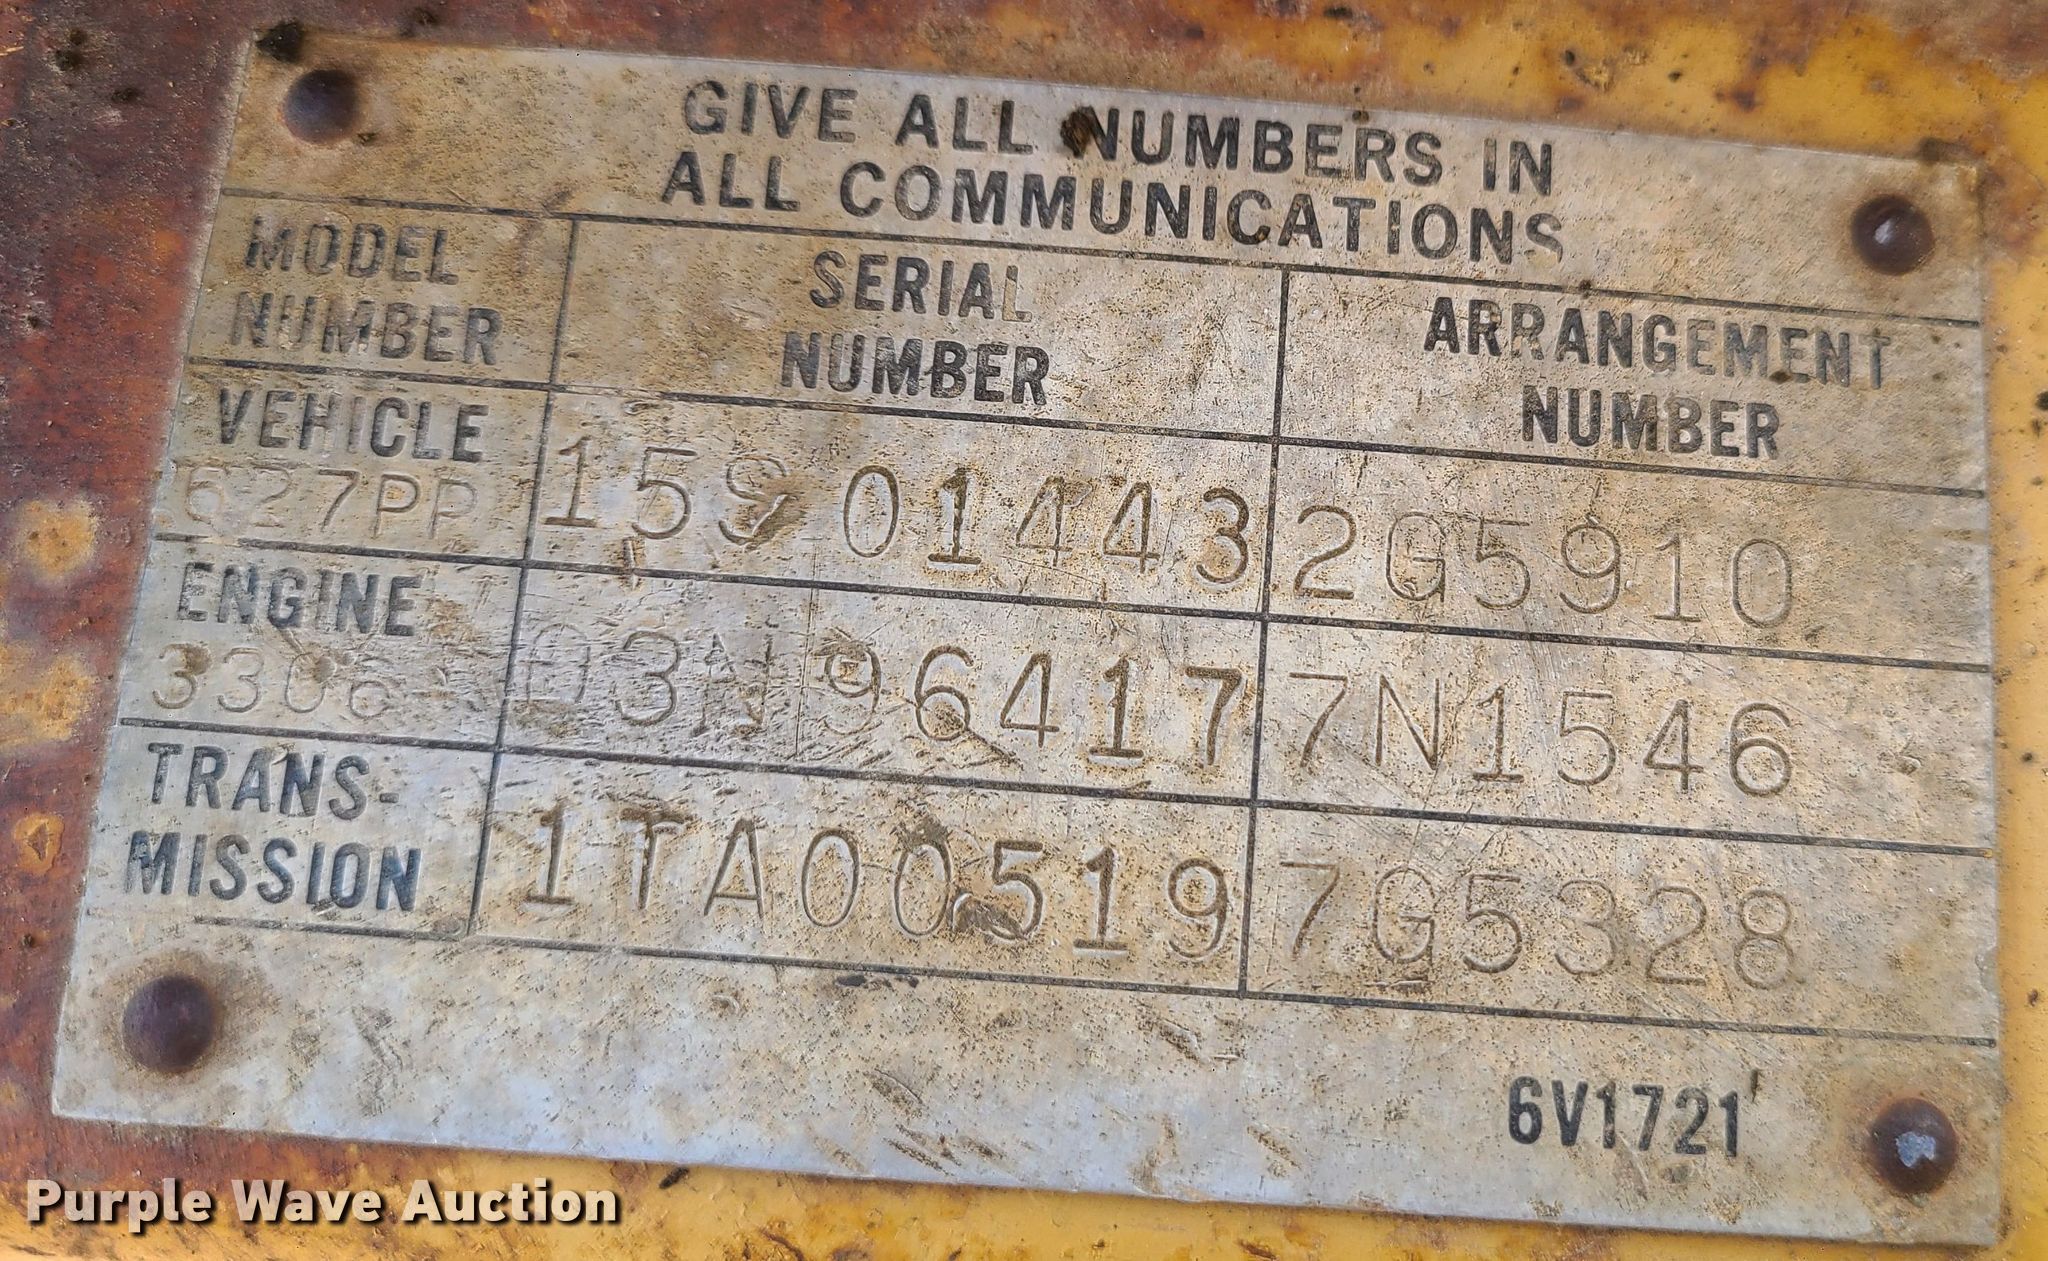 GIVE ALL NUMBERS IN
ALL COMMUNICATIONS
MODEL NUMBER
SERIAL NUMBER
ARRANGEMENT NUMBER
VEHICLE
627PP 15S01443 2G5910
ENGINE
3306 03N96417 7N1546
TRANS-
MISSION 1TA00519 7G5328
6V1721
Purple Wave Auction